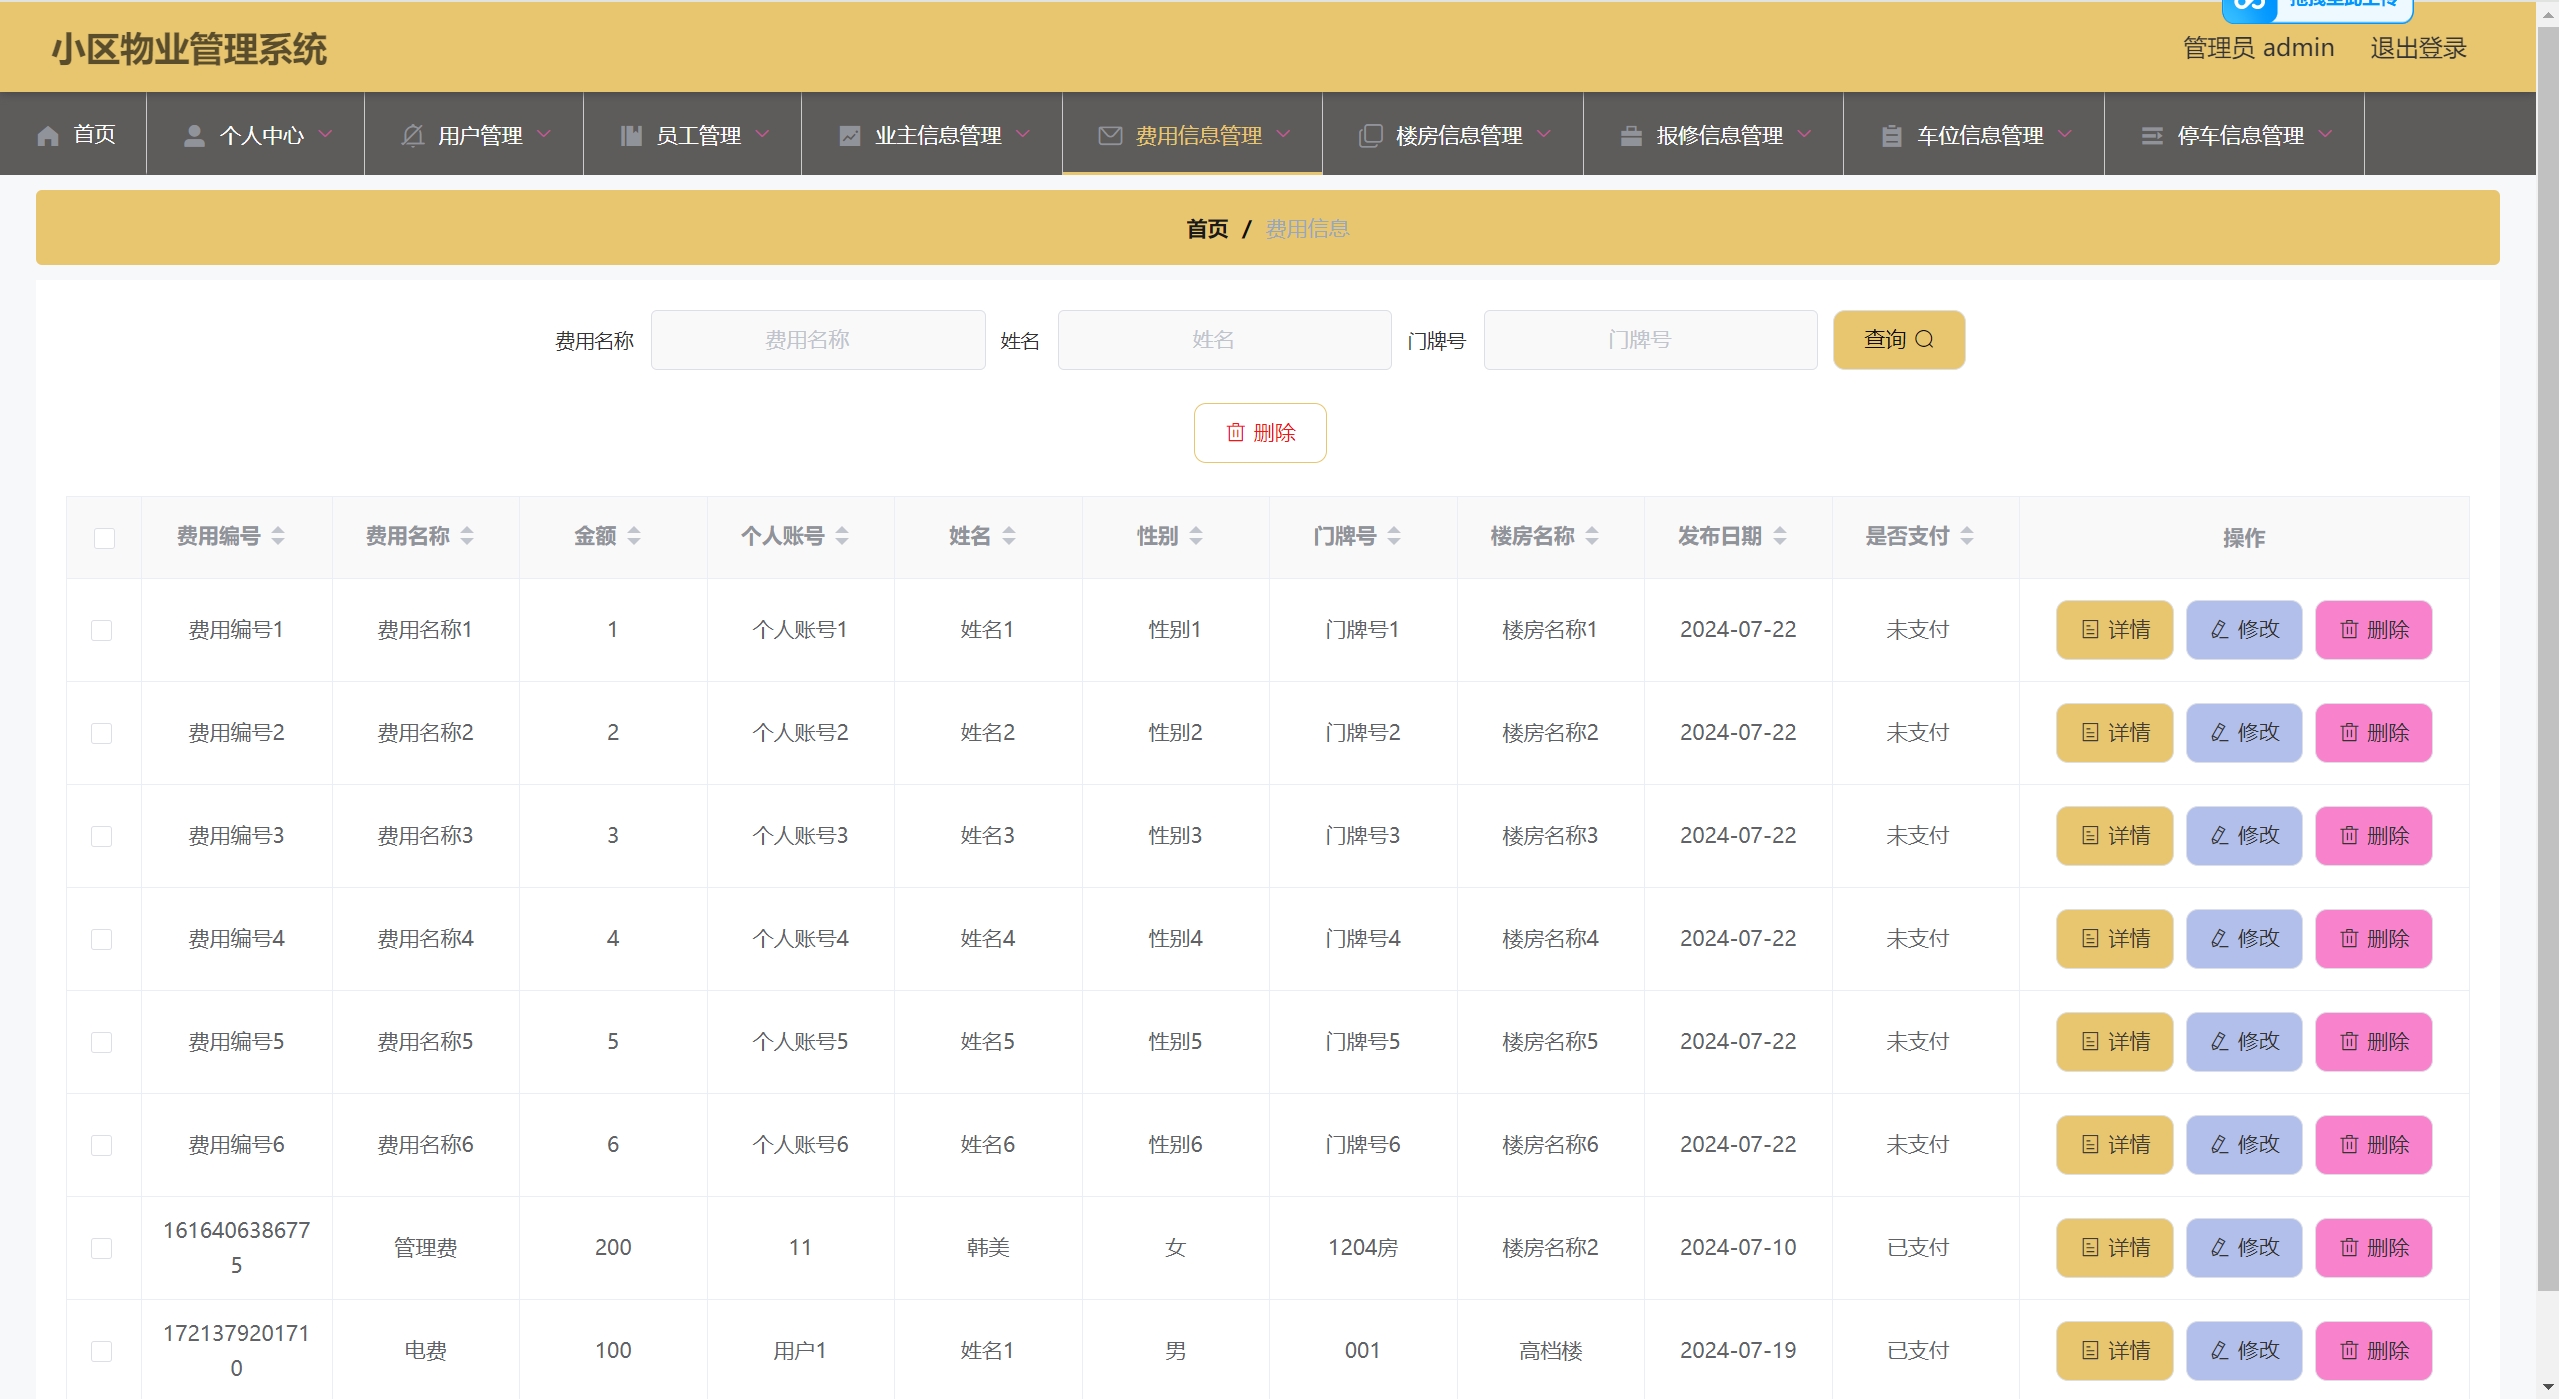 小区物业管理系统
管理员 admin 退出登录
首页 个人中心 用户管理 员工管理 业主信息管理 费用信息管理 楼房信息管理 报修信息管理 车位信息管理 停车信息管理
首页 / 费用信息
费用名称 费用名称 姓名 姓名 门牌号 门牌号 查询
删除
费用编号 费用名称 金额 个人账号 姓名 性别 门牌号 楼房名称 发布日期 是否支付 操作
费用编号1 费用名称1 1 个人账号1 姓名1 性别1 门牌号1 楼房名称1 2024-07-22 未支付 详情 修改 删除
费用编号2 费用名称2 2 个人账号2 姓名2 性别2 门牌号2 楼房名称2 2024-07-22 未支付 详情 修改 删除
费用编号3 费用名称3 3 个人账号3 姓名3 性别3 门牌号3 楼房名称3 2024-07-22 未支付 详情 修改 删除
费用编号4 费用名称4 4 个人账号4 姓名4 性别4 门牌号4 楼房名称4 2024-07-22 未支付 详情 修改 删除
费用编号5 费用名称5 5 个人账号5 姓名5 性别5 门牌号5 楼房名称5 2024-07-22 未支付 详情 修改 删除
费用编号6 费用名称6 6 个人账号6 姓名6 性别6 门牌号6 楼房名称6 2024-07-22 未支付 详情 修改 删除
1616406386775 管理费 200 11 韩美 女 1204房 楼房名称2 2024-07-10 已支付 详情 修改 删除
1721379201710 电费 100 用户1 姓名1 男 001 高档楼 2024-07-19 已支付 详情 修改 删除